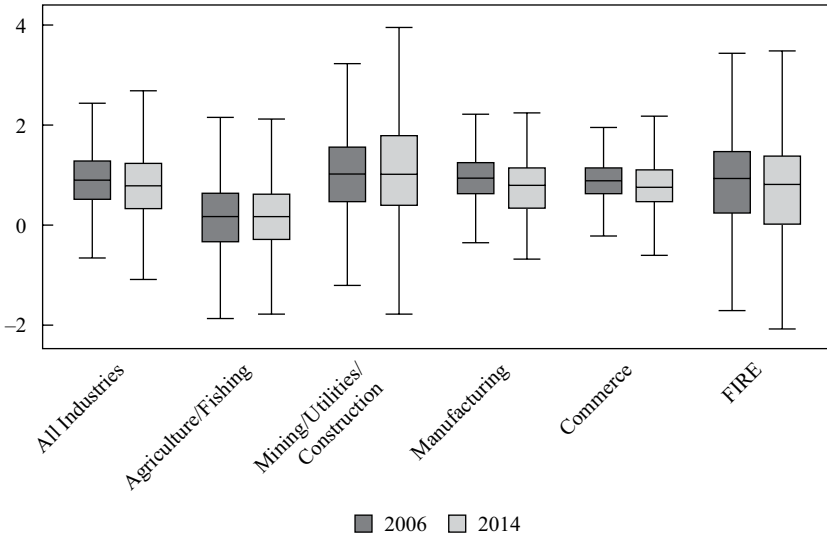 4
2
0
–2
All Industries
Agriculture/Fishing
Mining/Utilities/
Construction
Manufacturing
Commerce
FIRE
2006
2014